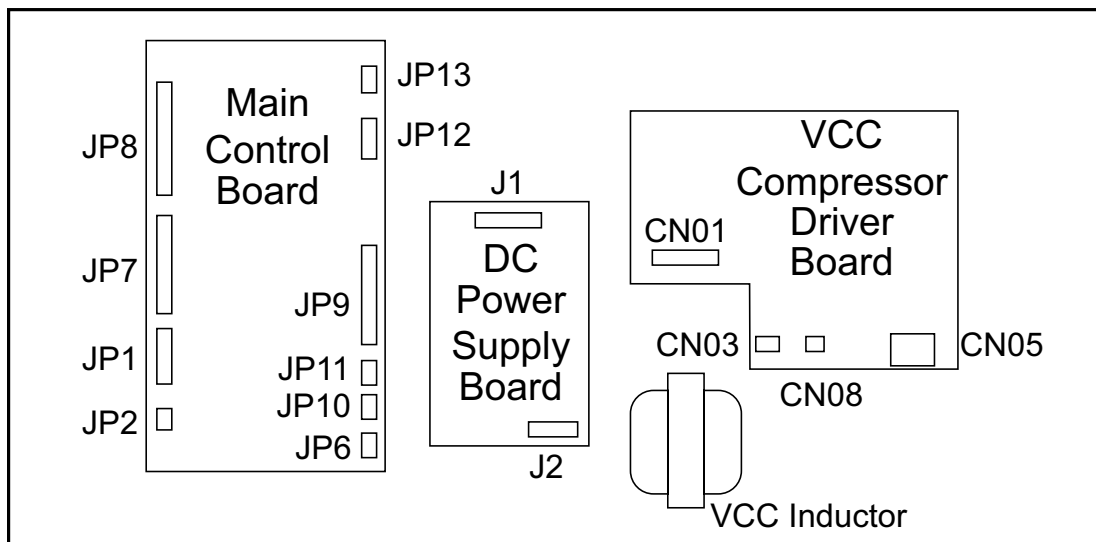 Main
Control
Board
JP13
JP12
JP8
JP7
JP9
JP1
JP11
JP10
JP2
JP6
J1
DC
Power
Supply
Board
J2
VCC
Compressor
Driver
Board
CN01
CN03
CN08
CN05
VCC Inductor